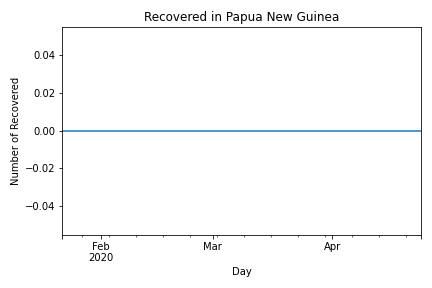 Recovered in Papua New Guinea
Number of Recovered
0.04
0.02
0.00
−0.02
−0.04
Feb
2020
Mar
Apr
Day